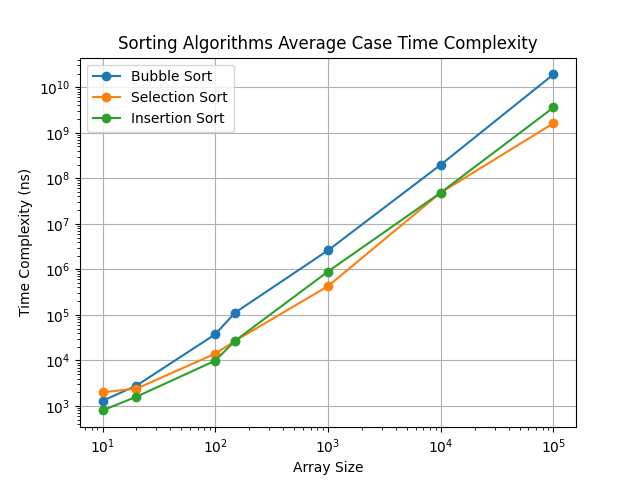 Sorting Algorithms Average Case Time Complexity
Bubble Sort
Selection Sort
Insertion Sort
Time Complexity (ns)
10¹⁰
10⁹
10⁸
10⁷
10⁶
10⁵
10⁴
10³
10¹ 10² 10³ 10⁴ 10⁵
Array Size